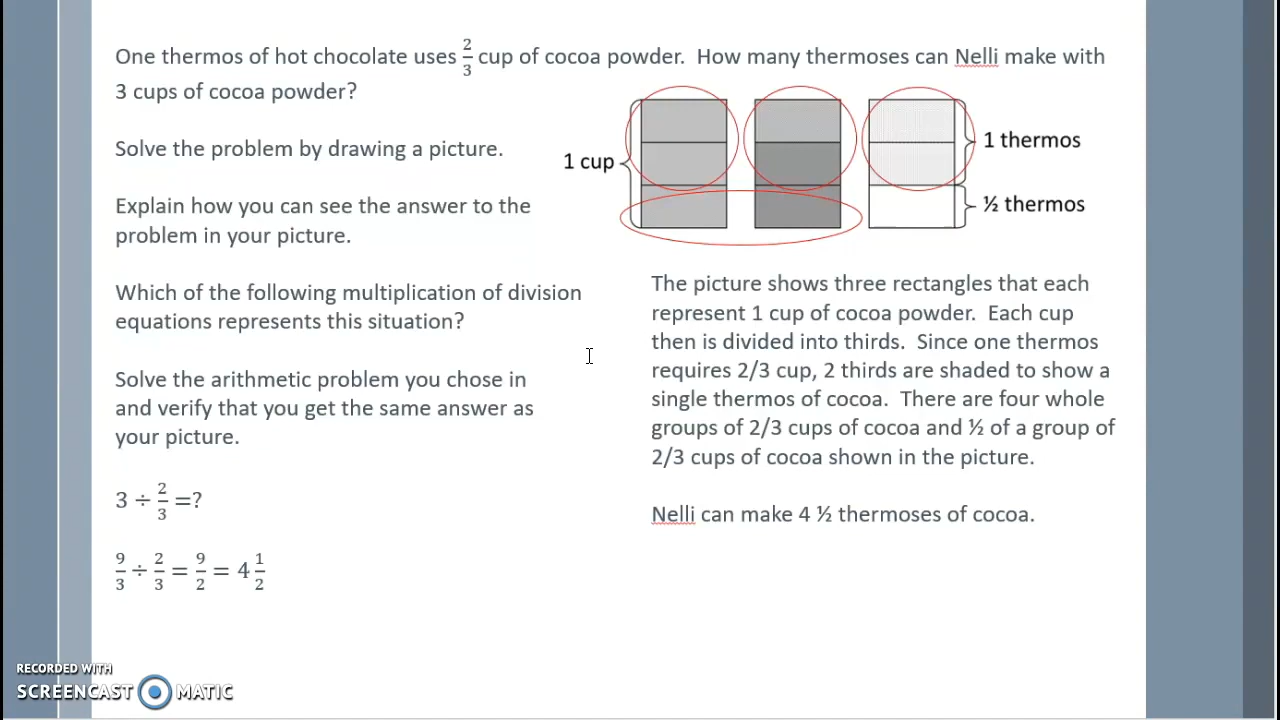 One thermos of hot chocolate uses 2/3 cup of cocoa powder. How many thermoses can Nelli make with
3 cups of cocoa powder?
Solve the problem by drawing a picture.
Explain how you can see the answer to the
problem in your picture.
Which of the following multiplication of division
equations represents this situation?
Solve the arithmetic problem you chose in
and verify that you get the same answer as
your picture.
3 ÷ 2/3 =?
9/3 ÷ 2/3 = 9/2 = 4 1/2
1 cup
1 thermos
½ thermos
The picture shows three rectangles that each
represent 1 cup of cocoa powder. Each cup
then is divided into thirds. Since one thermos
requires 2/3 cup, 2 thirds are shaded to show a
single thermos of cocoa. There are four whole
groups of 2/3 cups of cocoa and ½ of a group of
2/3 cups of cocoa shown in the picture.
Nelli can make 4 ½ thermoses of cocoa.
RECORDED WITH
SCREENCAST MATIC